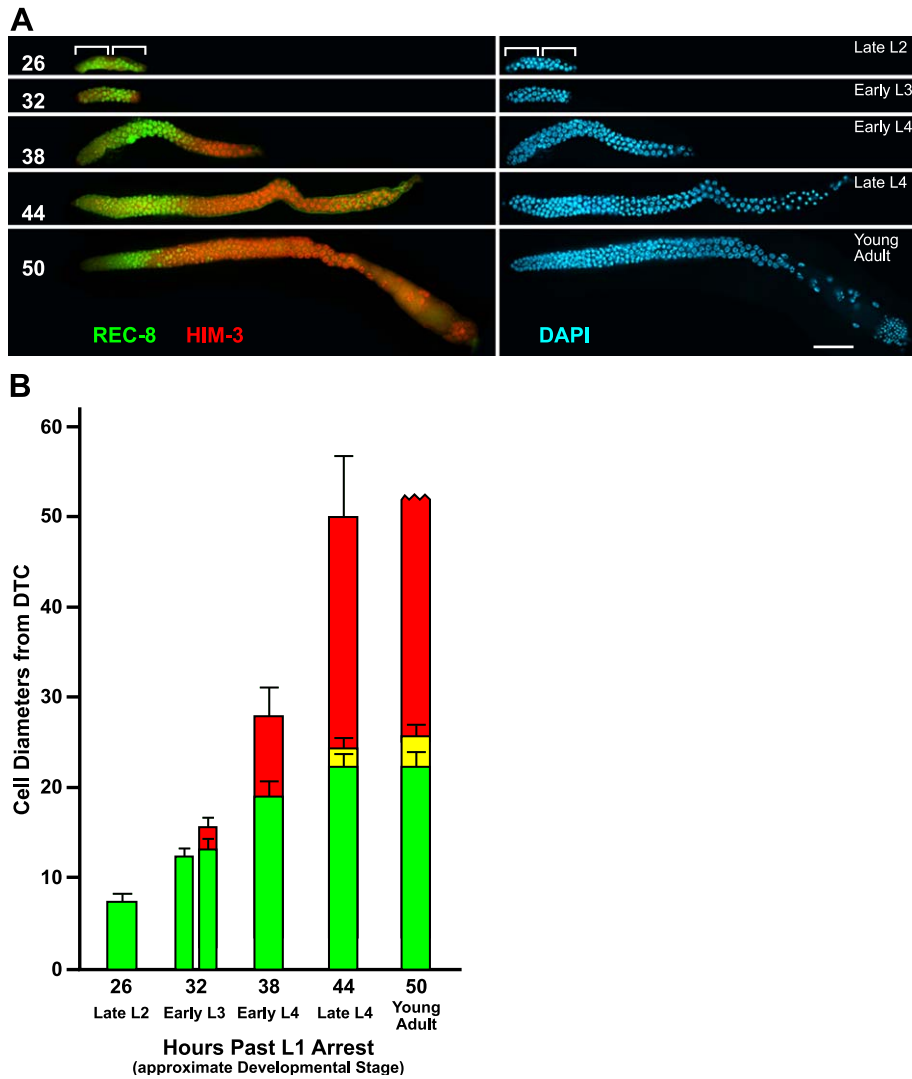 A
26
Late L2
32
Early L3
38
Early L4
44
Late L4
50
Young
Adult
REC-8 HIM-3
DAPI
B
Cell Diameters from DTC
60
50
40
30
20
10
0
26 32 38 44 50
Late L2 Early L3 Early L4 Late L4 Young
Adult
Hours Past L1 Arrest
(approximate Developmental Stage)